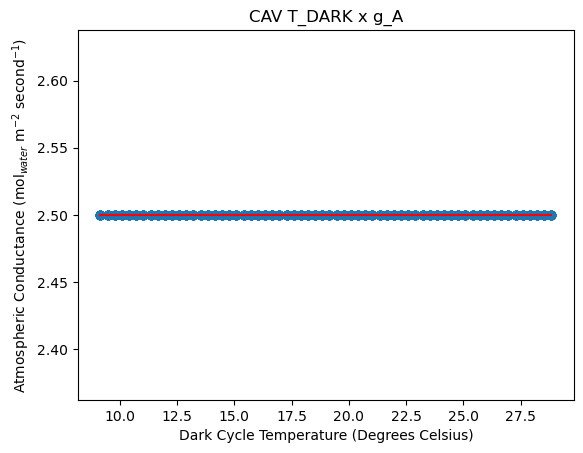 CAV T_DARK x g_A
Atmospheric Conductance (mol_water m⁻² second⁻¹)
2.60
2.55
2.50
2.45
2.40
10.0 12.5 15.0 17.5 20.0 22.5 25.0 27.5
Dark Cycle Temperature (Degrees Celsius)